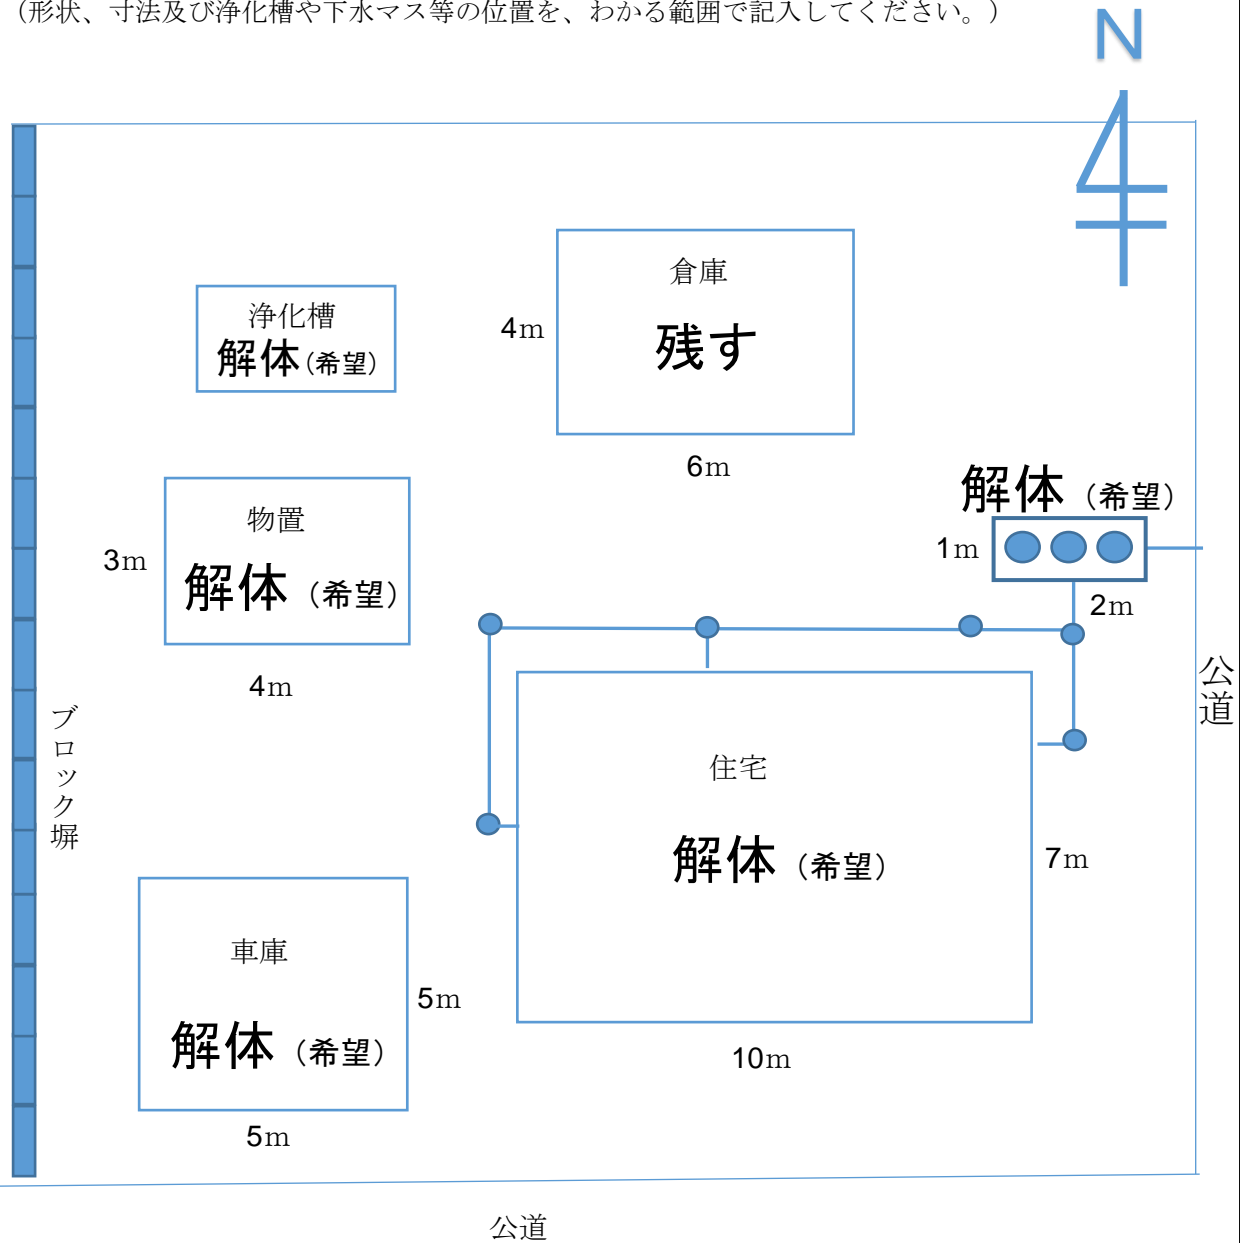 （形状、寸法及び浄化槽や下水マス等の位置を、わかる範囲で記入してください。）
N
倉庫
残す
4m
6m
浄化槽
解体（希望）
解体（希望）
1m
2m
物置
解体（希望）
3m
4m
公道
ブロック塀
住宅
解体（希望）
7m
10m
車庫
解体（希望）
5m
5m
公道